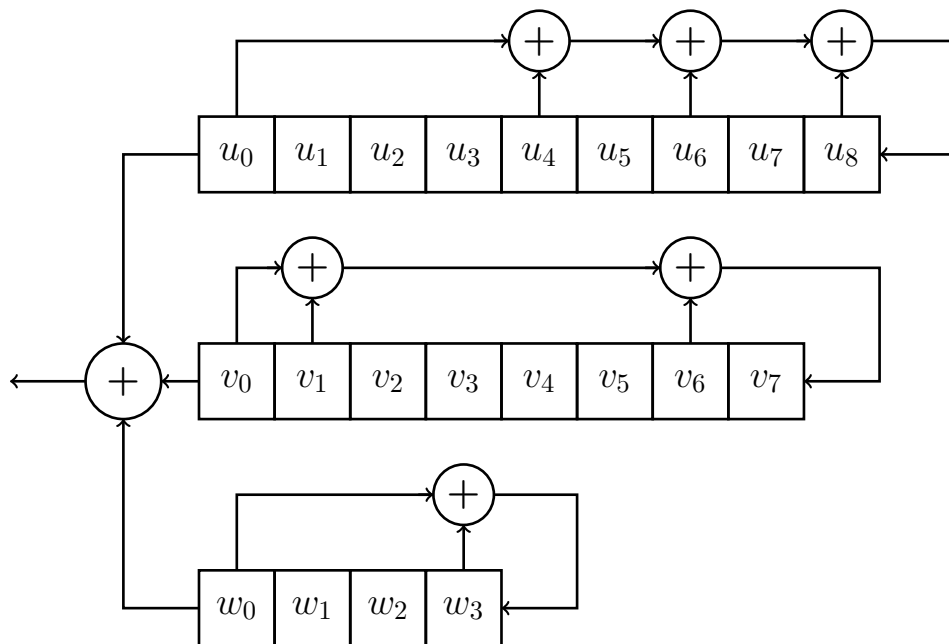 + + +
u₀ u₁ u₂ u₃ u₄ u₅ u₆ u₇ u₈
+ +
+ v₀ v₁ v₂ v₃ v₄ v₅ v₆ v₇
+
w₀ w₁ w₂ w₃